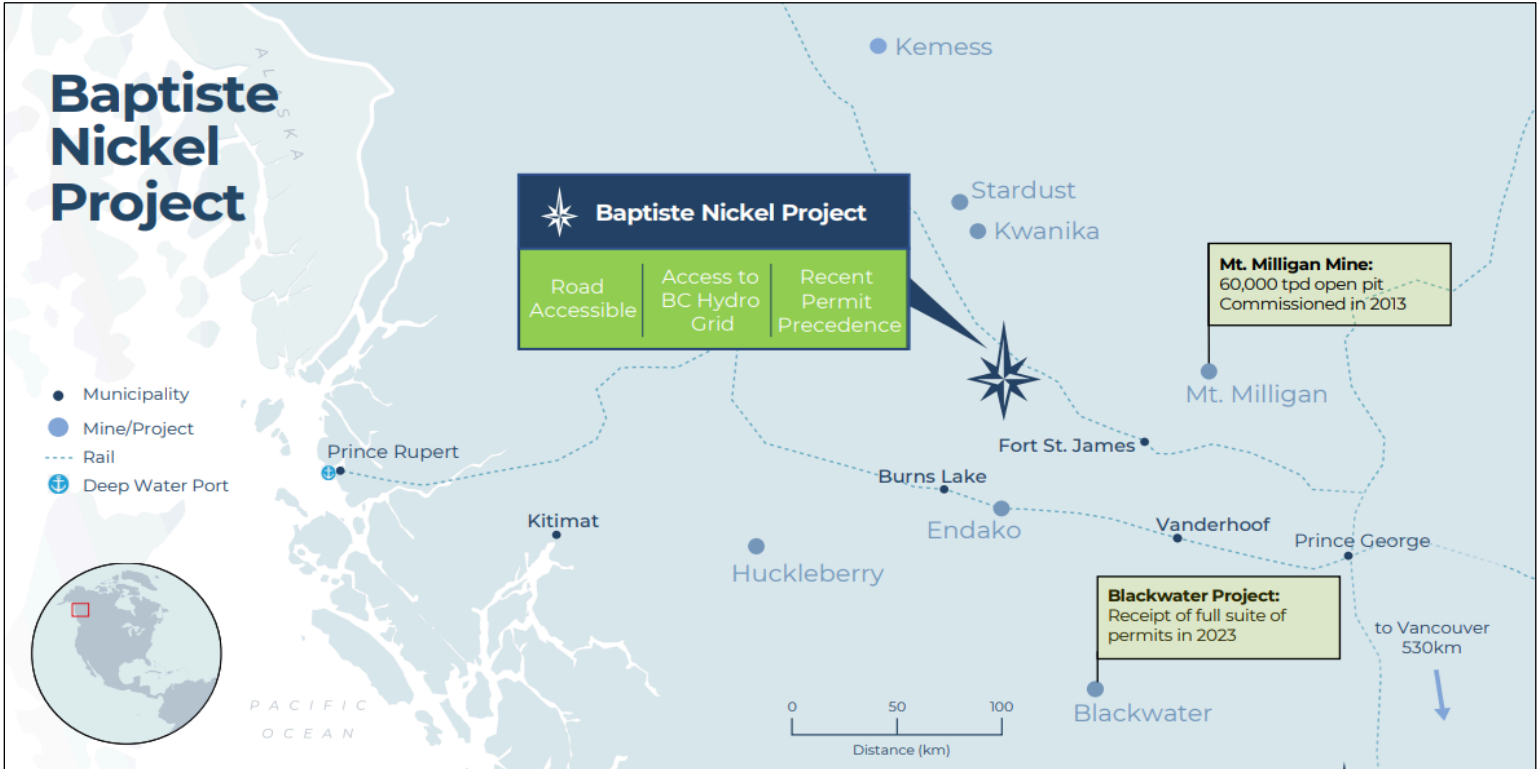 Baptiste
Nickel
Project
ALASKA
Kemess
Stardust
Kwanika
Baptiste Nickel Project
Road
Accessible
Access to
BC Hydro
Grid
Recent
Permit
Precedence
Mt. Milligan Mine:
60,000 tpd open pit
Commissioned in 2013
Mt. Milligan
Municipality
Mine/Project
Rail
Deep Water Port
Prince Rupert
Kitimat
Fort St. James
Burns Lake
Endako
Vanderhoof
Prince George
Huckleberry
Blackwater Project:
Receipt of full suite of
permits in 2023
to Vancouver
530km
Blackwater
PACIFIC
OCEAN
0 50 100
Distance (km)